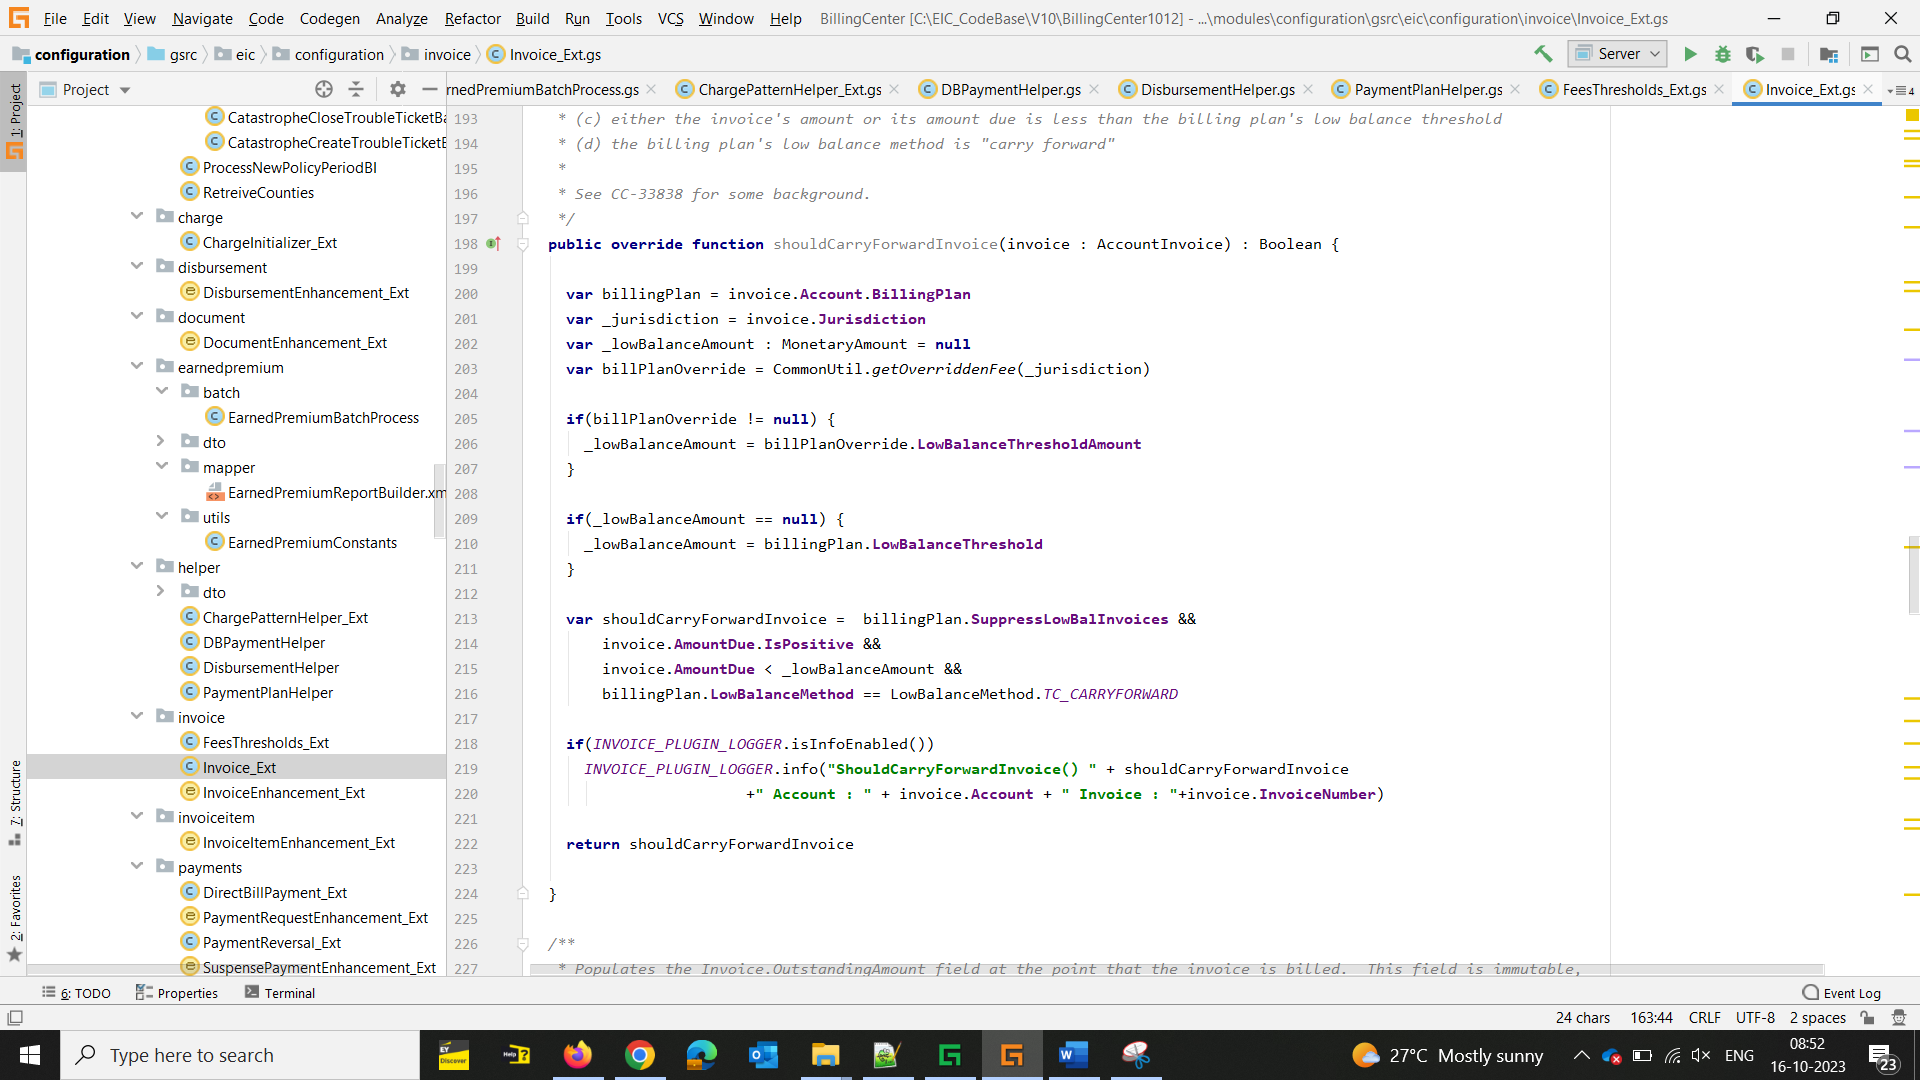 File Edit View Navigate Code Codegen Analyze Refactor Build Run Tools VCS Window Help BillingCenter [C:\EIC_CodeBase\V10\BillingCenter1012] - ...\modules\configuration\gsrc\eic\configuration\invoice\Invoice_Ext.gs
configuration gsrc eic configuration invoice Invoice_Ext.gs Server
Project rnedPremiumBatchProcess.gs ChargePatternHelper_Ext.gs DBPaymentHelper.gs DisbursementHelper.gs PaymentPlanHelper.gs FeesThresholds_Ext.gs Invoice_Ext.gs 4
1: Project
7: Structure
2: Favorites
CatastropheCloseTroubleTicketBa
CatastropheCreateTroubleTicketB
ProcessNewPolicyPeriodBI
RetreiveCounties
charge
ChargeInitializer_Ext
disbursement
DisbursementEnhancement_Ext
document
DocumentEnhancement_Ext
earnedpremium
batch
EarnedPremiumBatchProcess
dto
mapper
EarnedPremiumReportBuilder.xm
utils
EarnedPremiumConstants
helper
dto
ChargePatternHelper_Ext
DBPaymentHelper
DisbursementHelper
PaymentPlanHelper
invoice
FeesThresholds_Ext
Invoice_Ext
InvoiceEnhancement_Ext
invoiceitem
InvoiceItemEnhancement_Ext
payments
DirectBillPayment_Ext
PaymentRequestEnhancement_Ext
PaymentReversal_Ext
SuspensePaymentEnhancement_Ext
193 * (c) either the invoice's amount or its amount due is less than the billing plan's low balance threshold
194 * (d) the billing plan's low balance method is "carry forward"
195 *
196 * See CC-33838 for some background.
197 */
198 public override function shouldCarryForwardInvoice(invoice : AccountInvoice) : Boolean {
199
200 var billingPlan = invoice.Account.BillingPlan
201 var _jurisdiction = invoice.Jurisdiction
202 var _lowBalanceAmount : MonetaryAmount = null
203 var billPlanOverride = CommonUtil.getOverriddenFee(_jurisdiction)
204
205 if(billPlanOverride != null) {
206 _lowBalanceAmount = billPlanOverride.LowBalanceThresholdAmount
207 }
208
209 if(_lowBalanceAmount == null) {
210 _lowBalanceAmount = billingPlan.LowBalanceThreshold
211 }
212
213 var shouldCarryForwardInvoice =  billingPlan.SuppressLowBalInvoices &&
214 invoice.AmountDue.IsPositive &&
215 invoice.AmountDue < _lowBalanceAmount &&
216 billingPlan.LowBalanceMethod == LowBalanceMethod.TC_CARRYFORWARD
217
218 if(INVOICE_PLUGIN_LOGGER.isInfoEnabled())
219 INVOICE_PLUGIN_LOGGER.info("ShouldCarryForwardInvoice() " + shouldCarryForwardInvoice
220 +" Account : " + invoice.Account + " Invoice : "+invoice.InvoiceNumber)
221
222 return shouldCarryForwardInvoice
223
224 }
225
226 /**
227 * Populates the Invoice.OutstandingAmount field at the point that the invoice is billed.  This field is immutable,
6: TODO Properties Terminal Event Log
24 chars 163:44 CRLF UTF-8 2 spaces
Type here to search EY Discover Help ? 27°C Mostly sunny ENG 08:52
16-10-2023 23